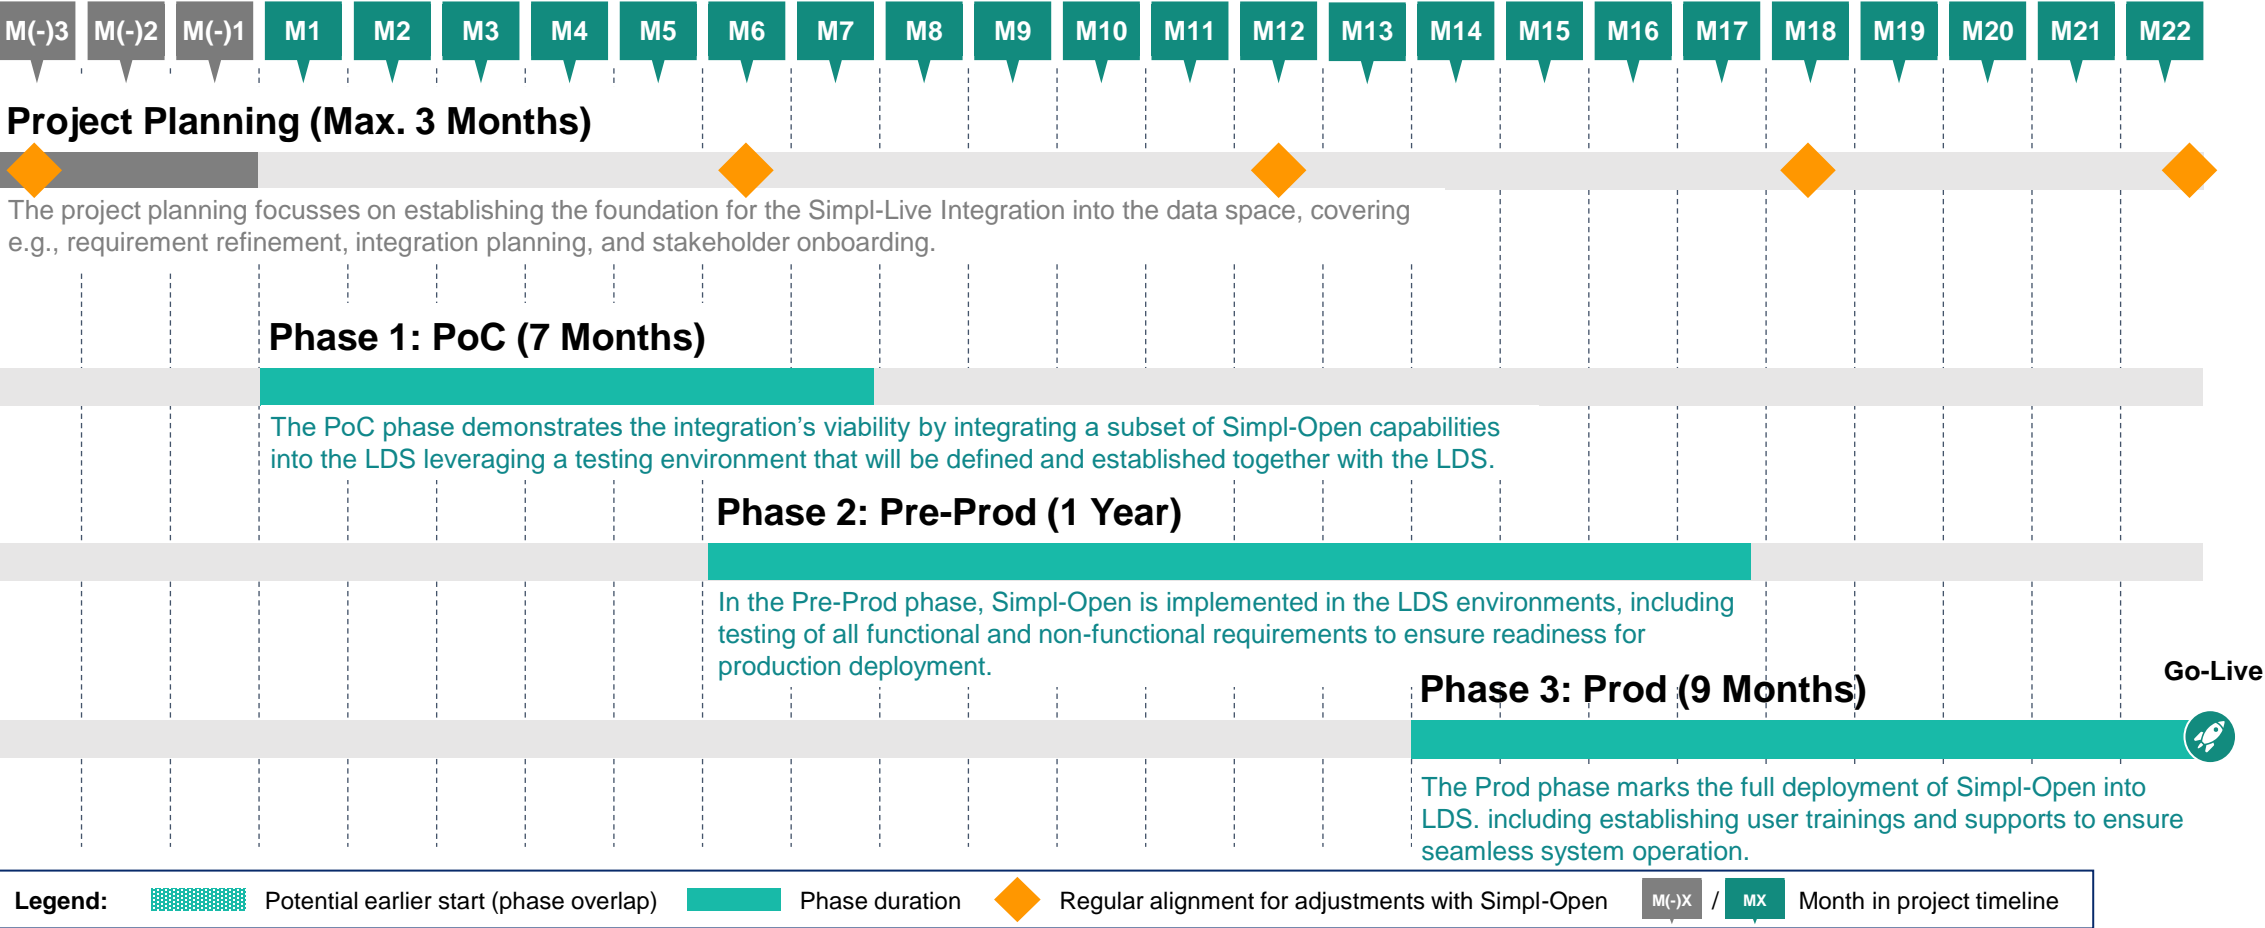 M(-)3 M(-)2 M(-)1 M1 M2 M3 M4 M5 M6 M7 M8 M9 M10 M11 M12 M13 M14 M15 M16 M17 M18 M19 M20 M21 M22
Project Planning (Max. 3 Months)
The project planning focusses on establishing the foundation for the Simpl-Live Integration into the data space, covering
e.g., requirement refinement, integration planning, and stakeholder onboarding.
Phase 1: PoC (7 Months)
The PoC phase demonstrates the integration’s viability by integrating a subset of Simpl-Open capabilities
into the LDS leveraging a testing environment that will be defined and established together with the LDS.
Phase 2: Pre-Prod (1 Year)
In the Pre-Prod phase, Simpl-Open is implemented in the LDS environments, including
testing of all functional and non-functional requirements to ensure readiness for
production deployment.
Go-Live
Phase 3: Prod (9 Months)
The Prod phase marks the full deployment of Simpl-Open into
LDS. including establishing user trainings and supports to ensure
seamless system operation.
Legend: Potential earlier start (phase overlap) Phase duration Regular alignment for adjustments with Simpl-Open M(-)X / MX Month in project timeline